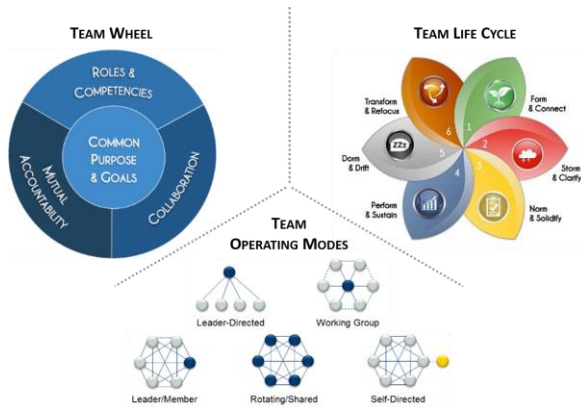 TEAM WHEEL
ROLES &
COMPETENCIES
COMMON
PURPOSE
& GOALS
MUTUAL
ACCOUNTABILITY
COLLABORATION
TEAM LIFE CYCLE
Transform
& Refocus
Form
& Connect
Dorm
& Drift
Storm
& Clarify
Perform
& Sustain
Norm
& Solidify
6
1
5
2
4
3
ZZZ
TEAM
OPERATING MODES
Leader-Directed
Working Group
Leader/Member
Rotating/Shared
Self-Directed